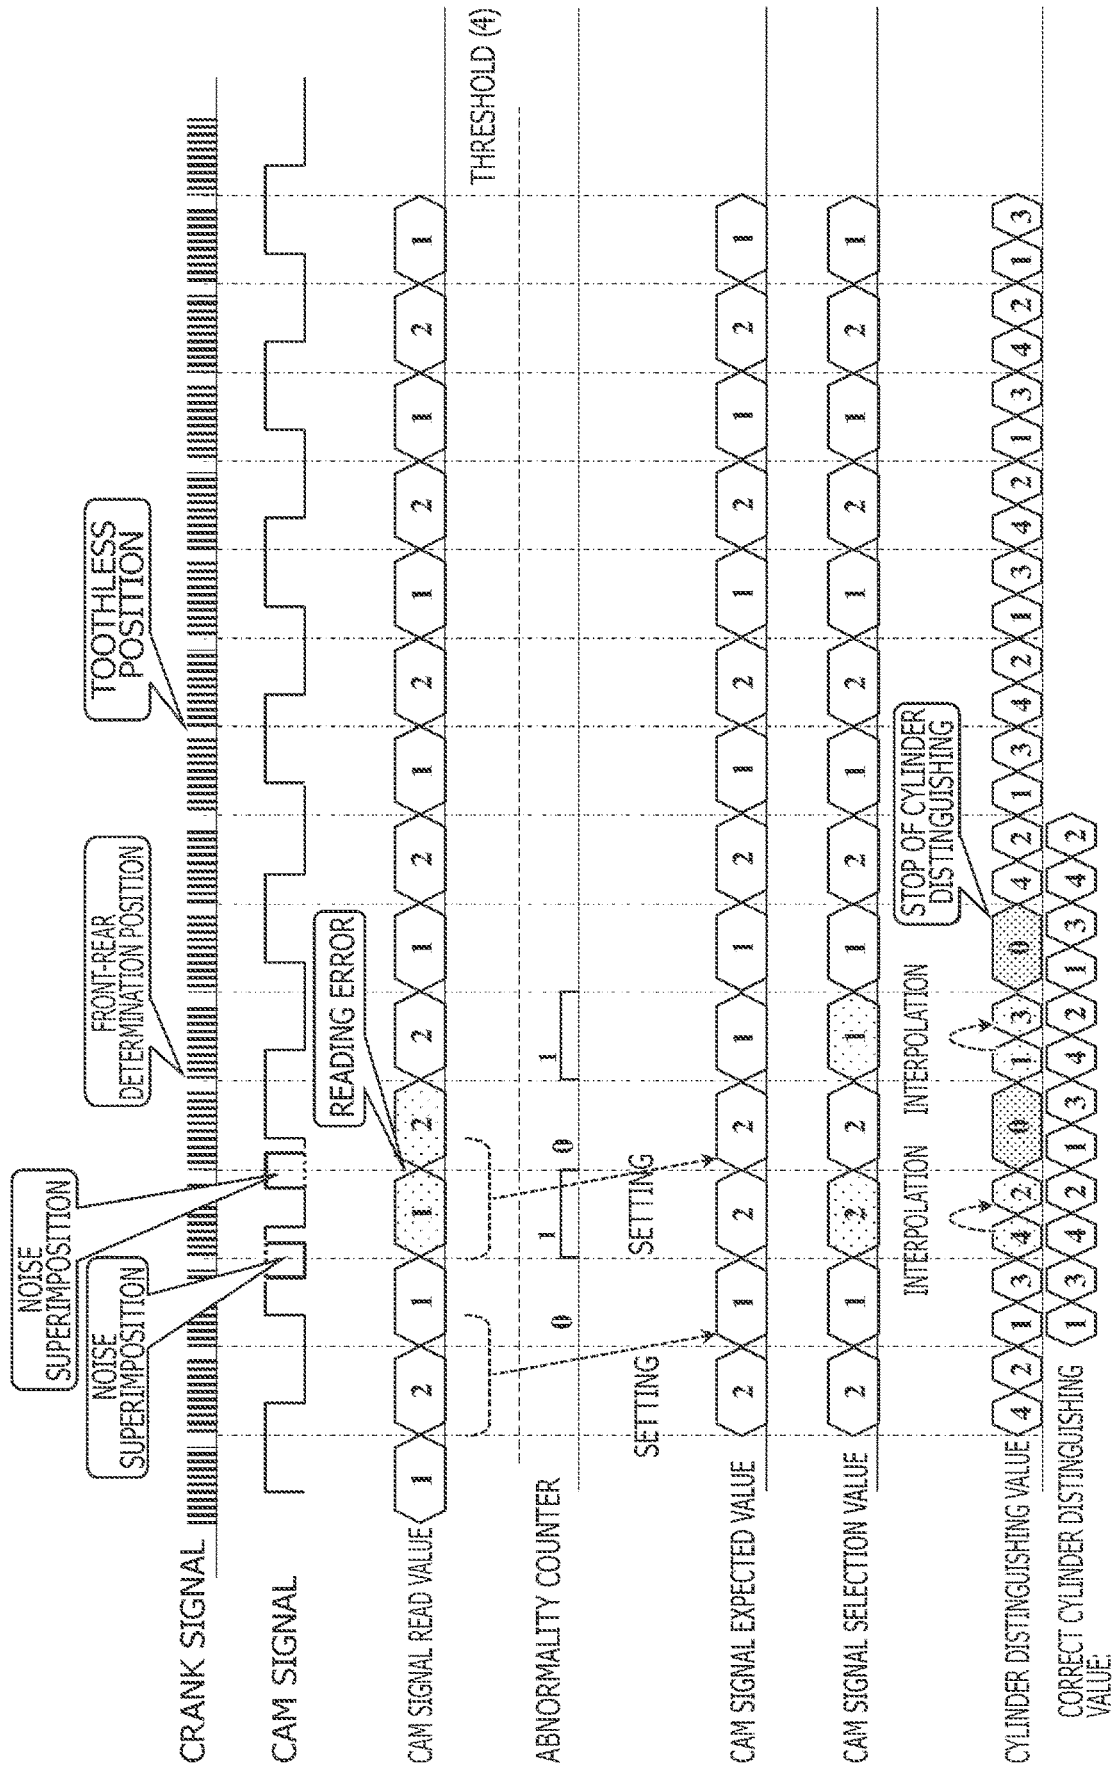 NOISE
SUPERIMPOSITION
NOISE
SUPERIMPOSITION
FRONT-REAR
DETERMINATION POSITION
TOOTHLESS
POSITION
CRANK SIGNAL
CAM SIGNAL
READING ERROR
CAM SIGNAL READ VALUE 1 2 1 1 2 2 1 2 1 2 1 2 1 2 1
THRESHOLD (4)
ABNORMALITY COUNTER 0 1 0 1
SETTING SETTING
CAM SIGNAL EXPECTED VALUE 2 1 2 2 1 1 2 1 2 1 2 1 2 1
CAM SIGNAL SELECTION VALUE 2 1 2 2 1 1 2 1 2 1 2 1 2 1
INTERPOLATION INTERPOLATION
STOP OF CYLINDER
DISTINGUISHING
CYLINDER DISTINGUISHING VALUE 4 2 1 3 4 2 0 1 3 0 4 2 1 3 4 2 1 3 4 2 1 3 4 2 1 3
CORRECT CYLINDER DISTINGUISHING 1 3 4 2 1 3 4 2 1 3 4 2
VALUE: